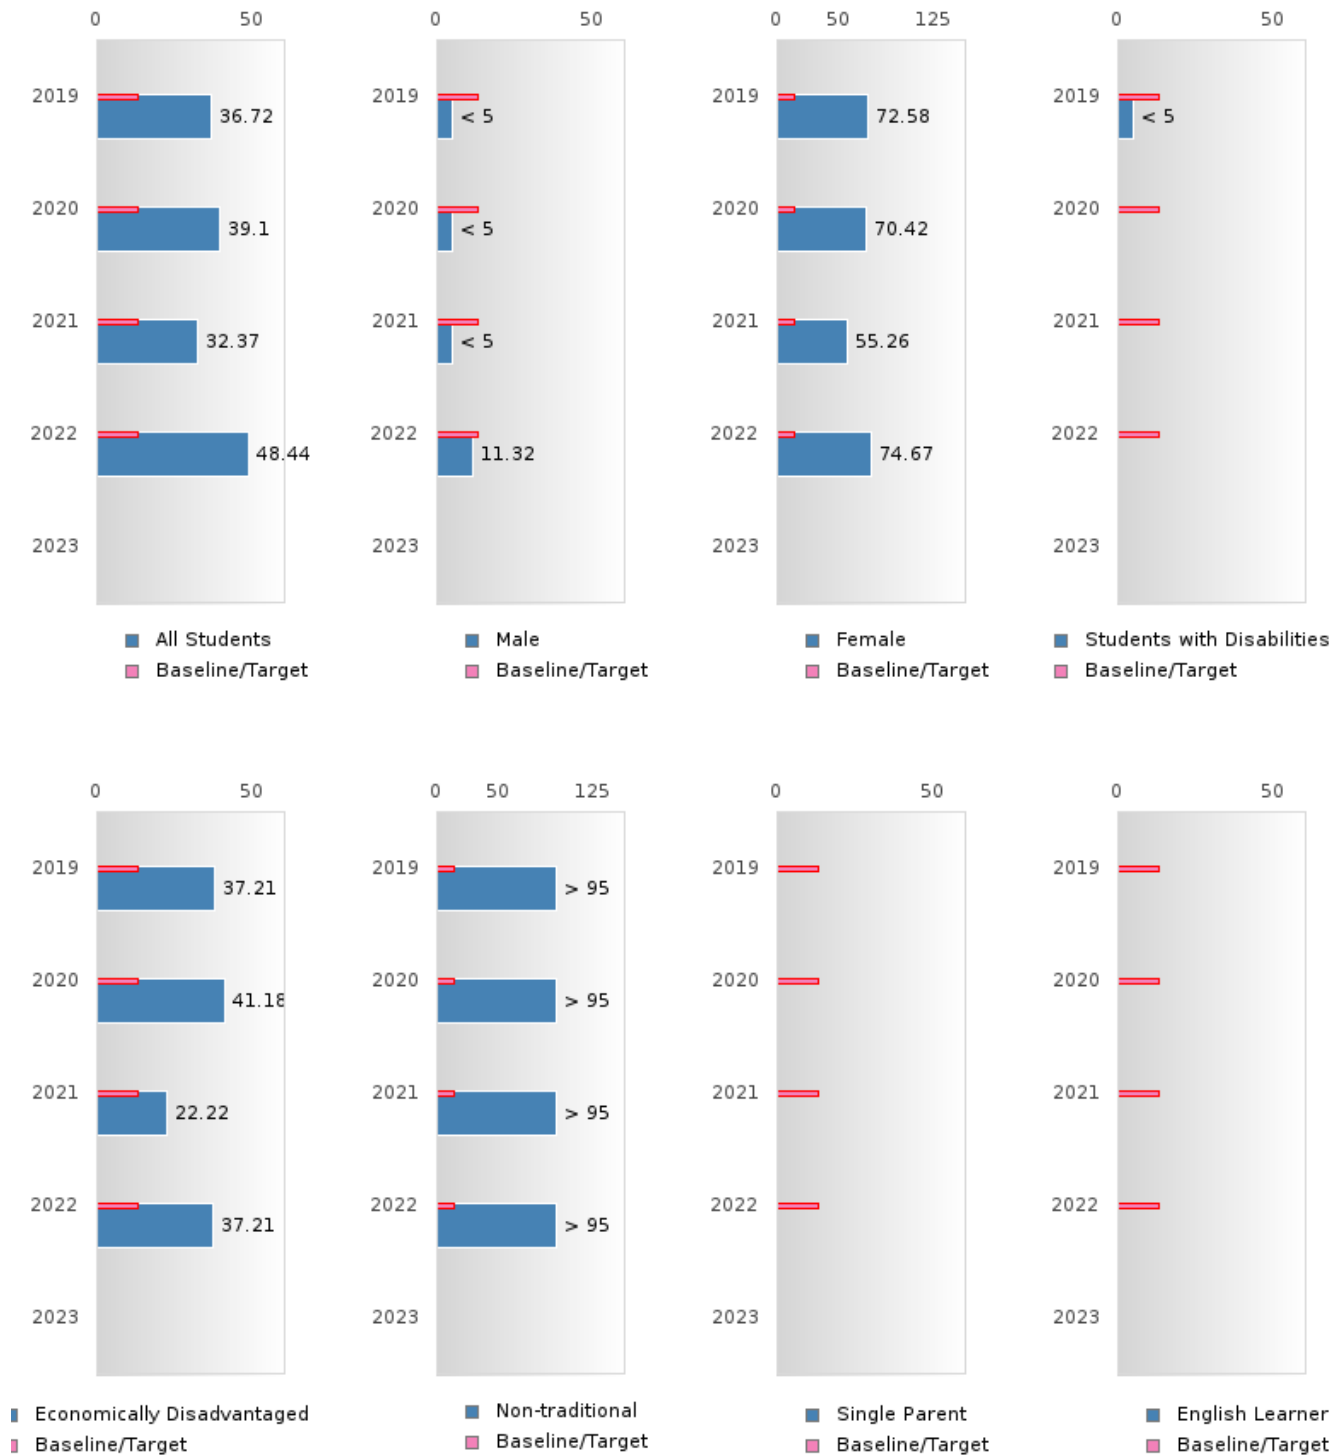 0 50 0 50 0 50 125 0 50
2019 36.72 2019 < 5 2019 72.58 2019 < 5
2020 39.1 2020 < 5 2020 70.42 2020
2021 32.37 2021 < 5 2021 55.26 2021
2022 48.44 2022 11.32 2022 74.67 2022
2023 2023 2023 2023
All Students Male Female Students with Disabilities
Baseline/Target Baseline/Target Baseline/Target Baseline/Target
0 50 0 50 125 0 50 0 50
2019 37.21 2019 > 95 2019 2019
2020 41.18 2020 > 95 2020 2020
2021 22.22 2021 > 95 2021 2021
2022 37.21 2022 > 95 2022 2022
2023 2023 2023 2023
Economically Disadvantaged Non-traditional Single Parent English Learner
Baseline/Target Baseline/Target Baseline/Target Baseline/Target